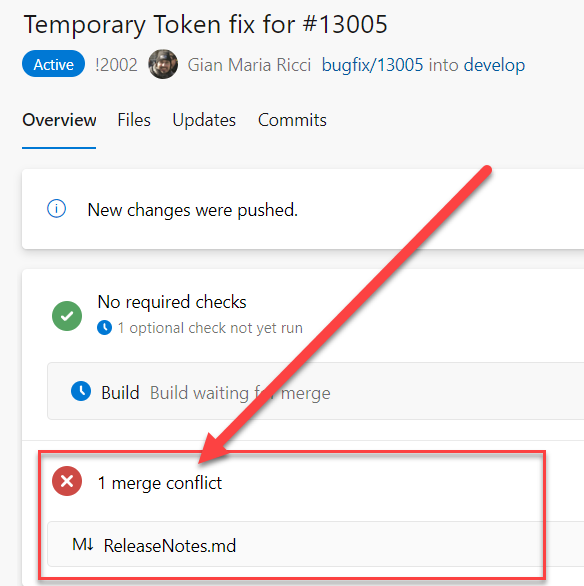 Temporary Token fix for #13005
Active !2002 Gian Maria Ricci bugfix/13005 into develop
Overview Files Updates Commits
New changes were pushed.
No required checks
1 optional check not yet run
Build Build waiting for merge
1 merge conflict
M↓ ReleaseNotes.md